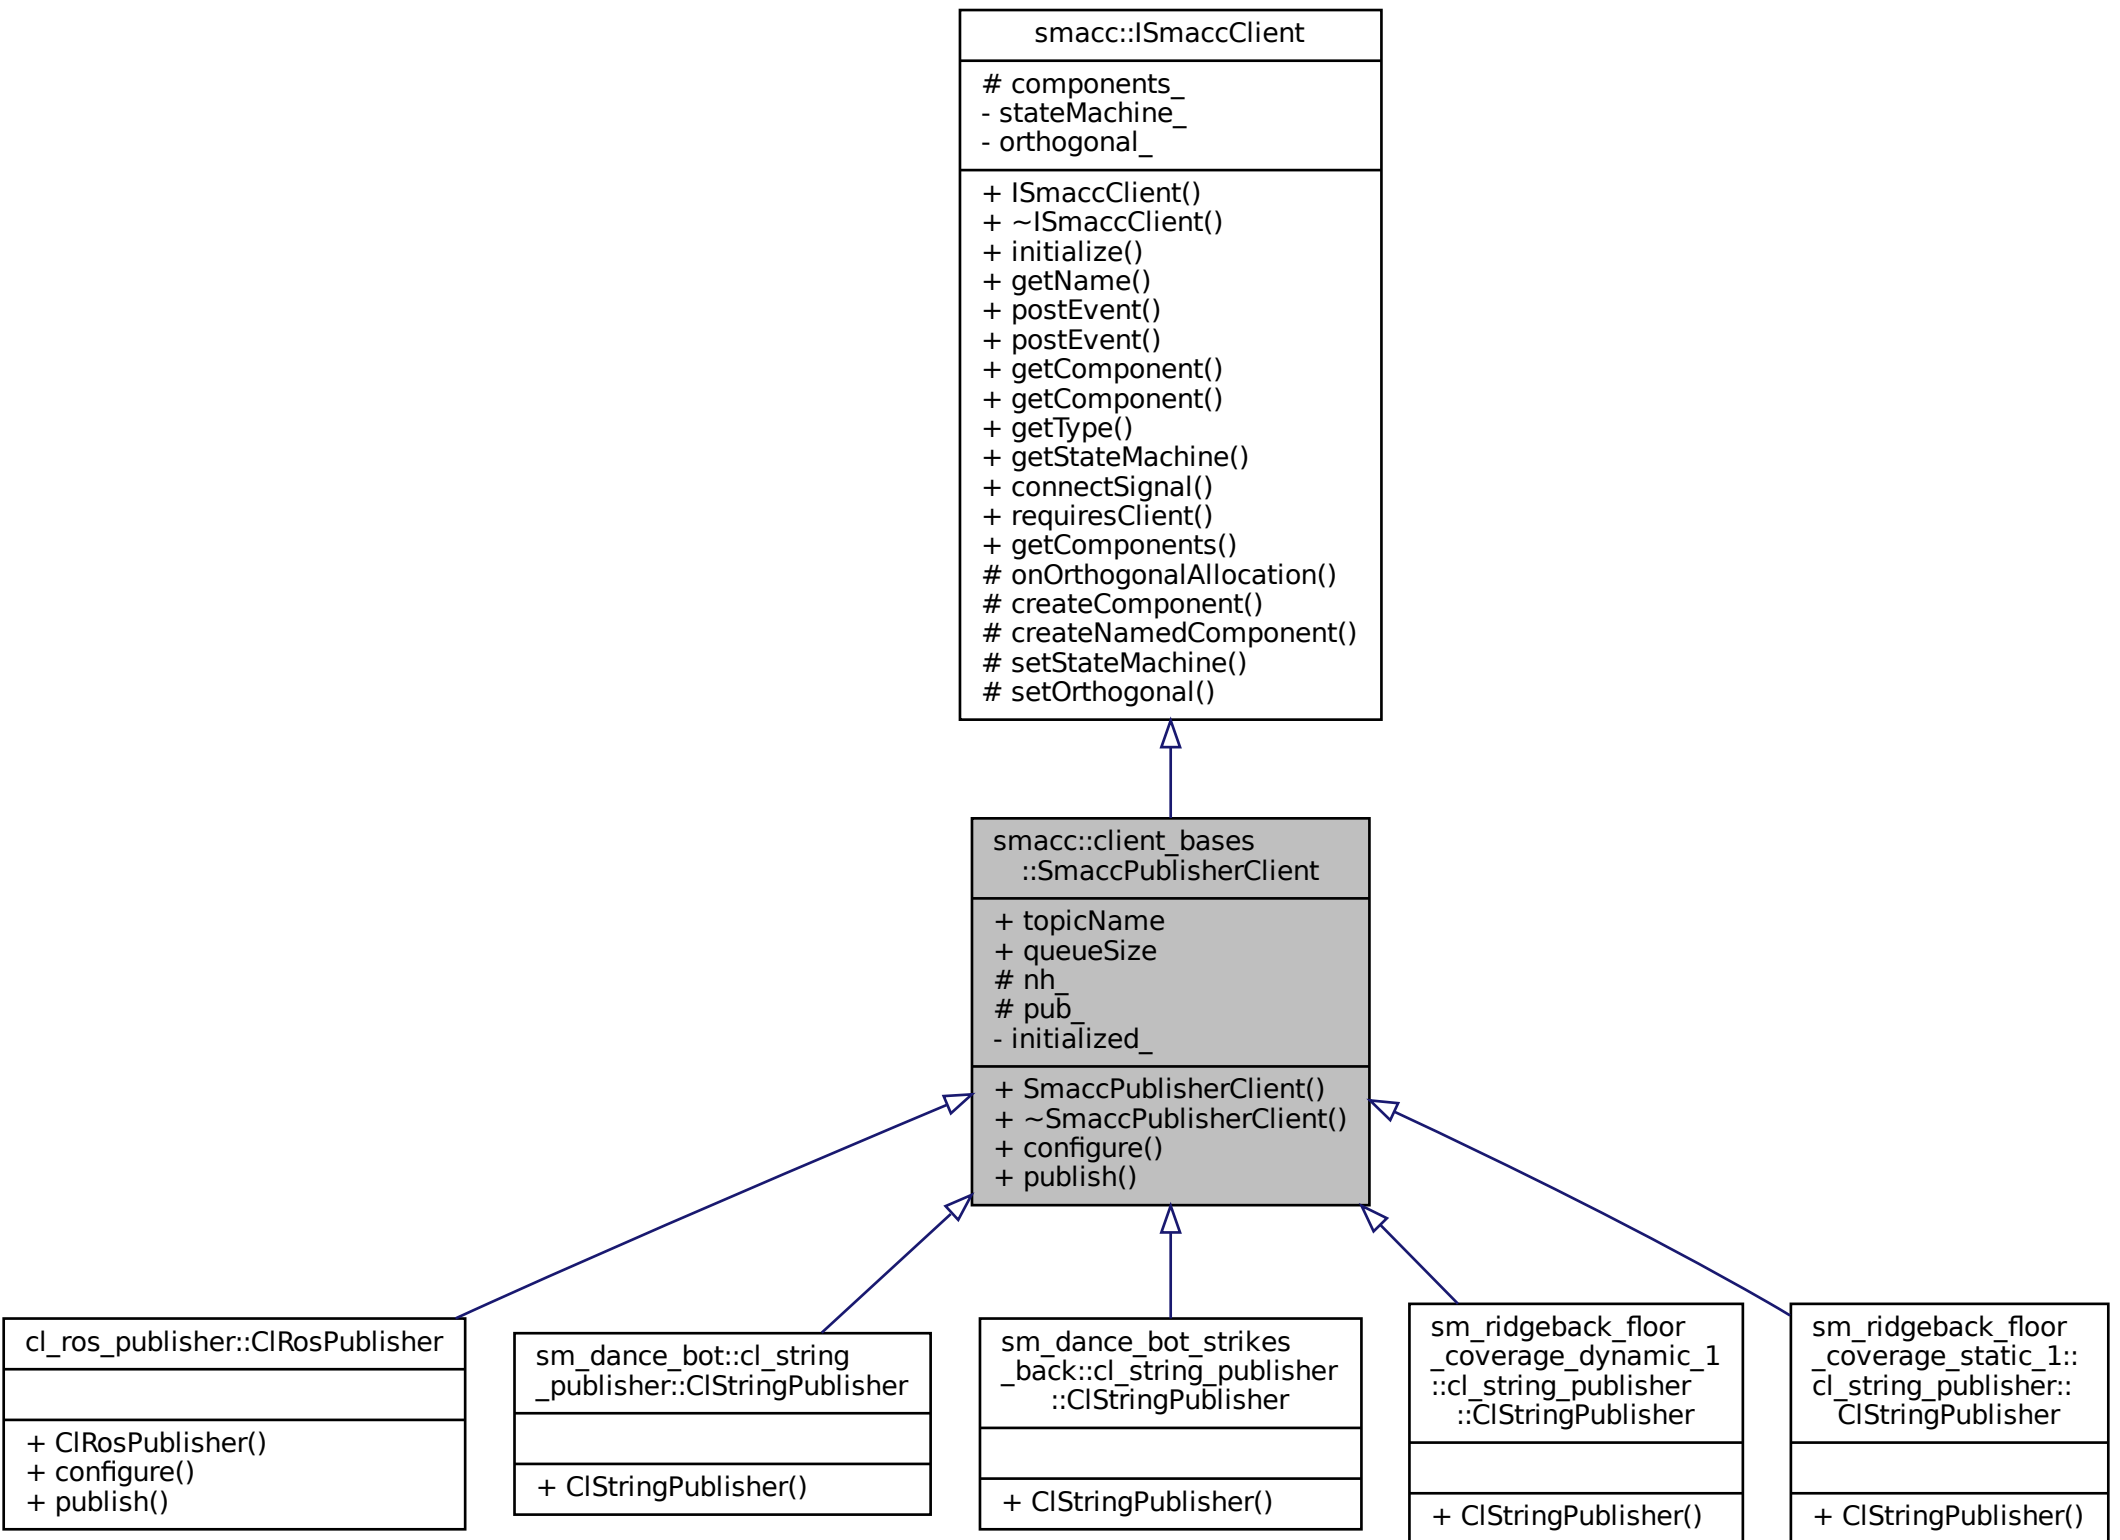 smacc::ISmaccClient
# components_
- stateMachine_
- orthogonal_
+ ISmaccClient()
+ ~ISmaccClient()
+ initialize()
+ getName()
+ postEvent()
+ postEvent()
+ getComponent()
+ getComponent()
+ getType()
+ getStateMachine()
+ connectSignal()
+ requiresClient()
+ getComponents()
# onOrthogonalAllocation()
# createComponent()
# createNamedComponent()
# setStateMachine()
# setOrthogonal()
smacc::client_bases
::SmaccPublisherClient
+ topicName
+ queueSize
# nh_
# pub_
- initialized_
+ SmaccPublisherClient()
+ ~SmaccPublisherClient()
+ configure()
+ publish()
cl_ros_publisher::ClRosPublisher
+ ClRosPublisher()
+ configure()
+ publish()
sm_dance_bot::cl_string
_publisher::ClStringPublisher
+ ClStringPublisher()
sm_dance_bot_strikes
_back::cl_string_publisher
::ClStringPublisher
+ ClStringPublisher()
sm_ridgeback_floor
_coverage_dynamic_1
::cl_string_publisher
::ClStringPublisher
+ ClStringPublisher()
sm_ridgeback_floor
_coverage_static_1::
cl_string_publisher::
ClStringPublisher
+ ClStringPublisher()